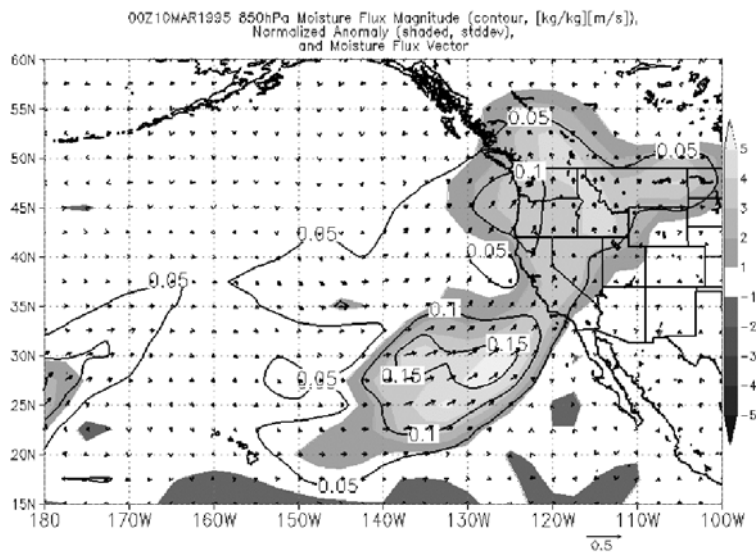 00Z10MAR1995 850hPa Moisture Flux Magnitude (contour, [kg/kg][m/s]),
Normalized Anomaly (shaded, stddev),
and Moisture Flux Vector
60N
0.05
55N
50N
0.05
0.1
5
4
3
2
1
-1
-2
-3
-4
-5
45N
0.05
40N
0.05
0.05
35N
0.1
30N
0.15
0.15
0.05
25N
0.1
20N
0.05
15N
180 170W 160W 150W 140W 130W 120W 110W 100W
0.5